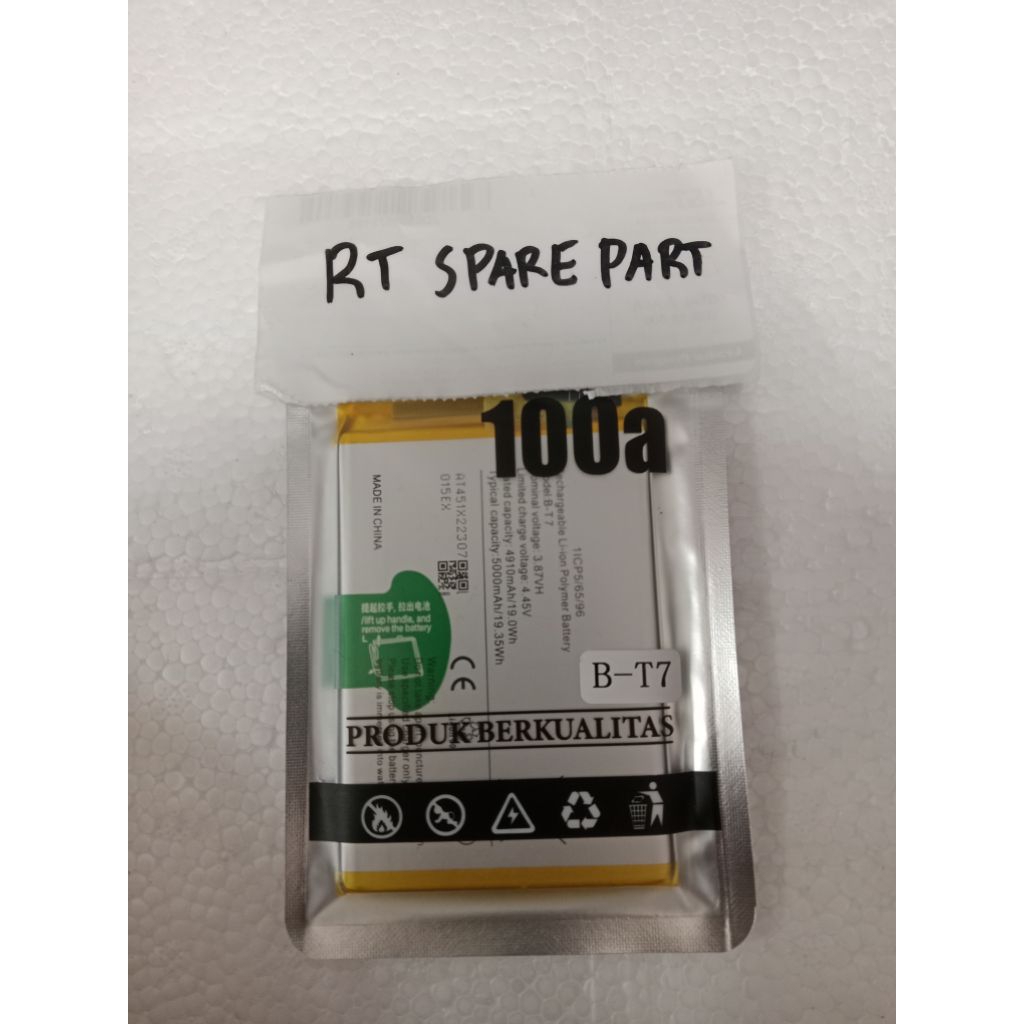 RT SPARE PART
100a
1ICP5/65/96
Rechargeable Li-ion Polymer Battery
Model B-T7
Nominal voltage: 3.87VH
Limited charge voltage: 4.45V
Rated capacity 4910mAh/19.0Wh
Typical capacity 5000mAh/19.35Wh
AT451X22307
015EX
MADE IN CHINA
提起拉手, 拉出电池
/lift up handle, and
remove the battery
CE
B-T7
PRODUK BERKUALITAS